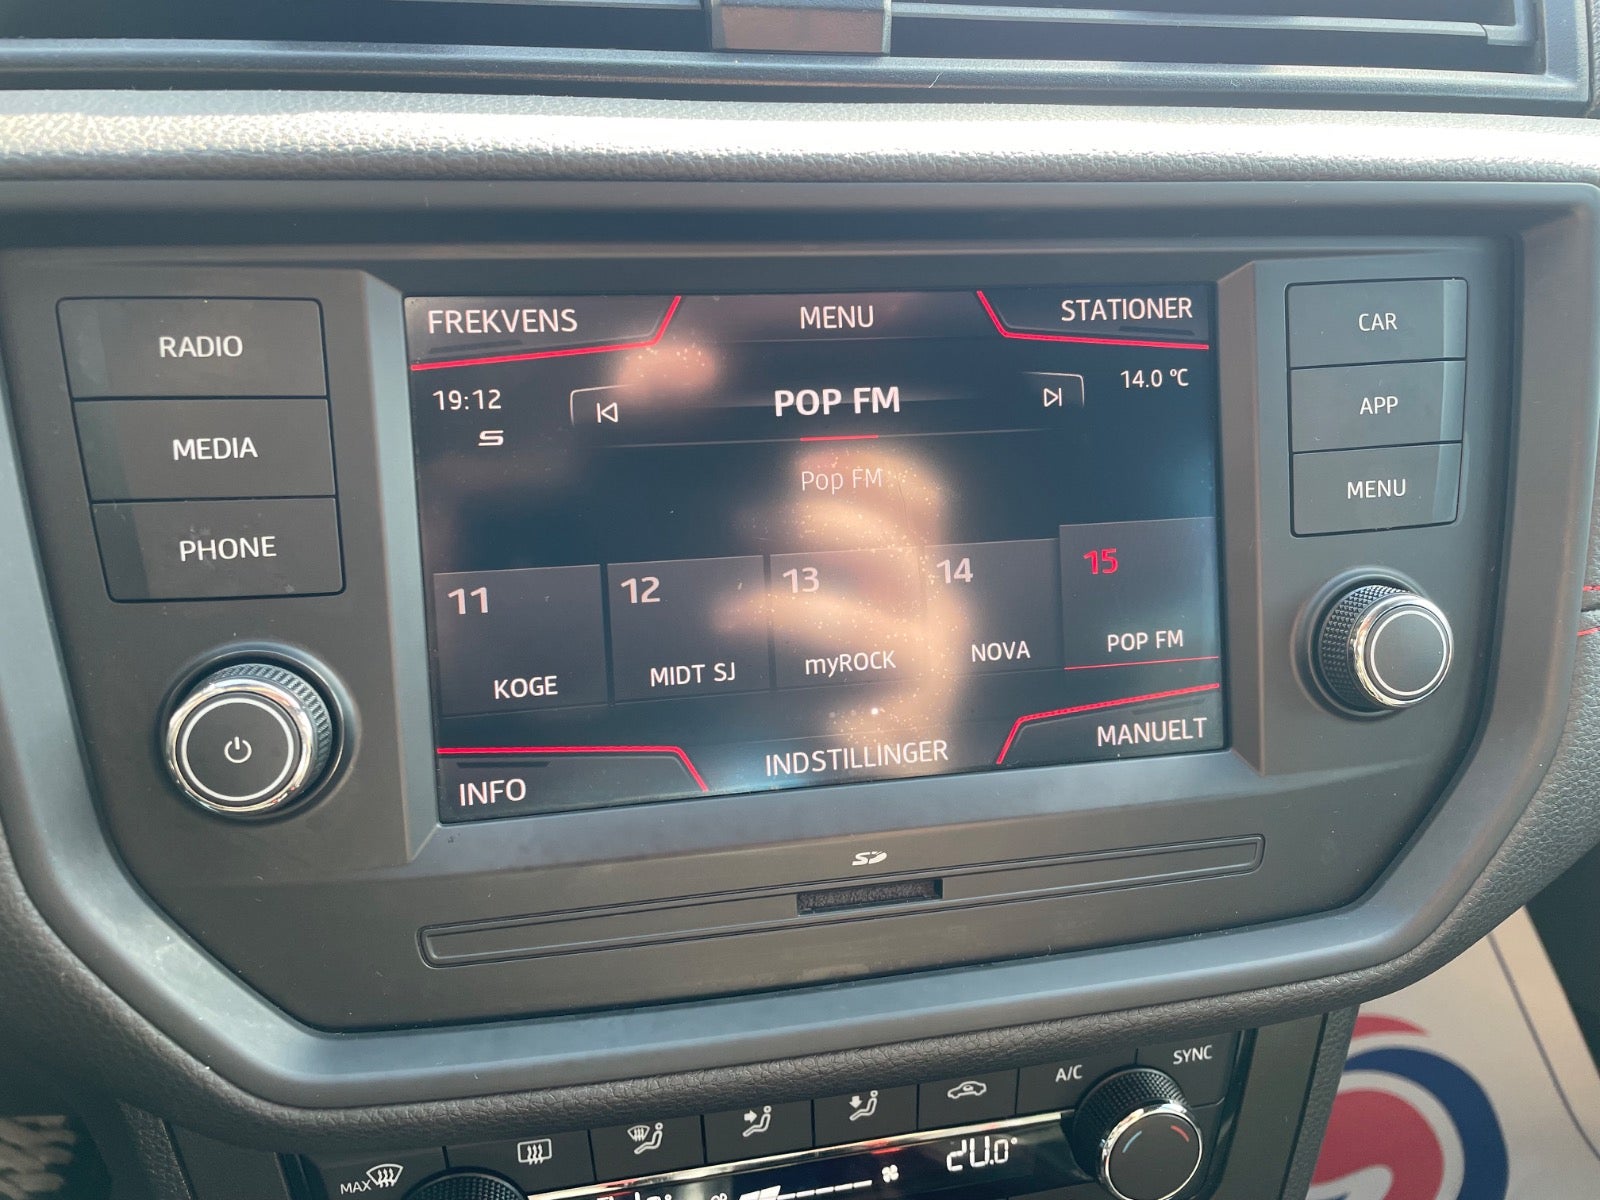 RADIO
MEDIA
PHONE
FREKVENS
MENU
STATIONER
19:12
POP FM
14.0 °C
Pop FM
11
KOGE
12
MIDT SJ
13
myROCK
14
NOVA
15
POP FM
INFO
INDSTILLINGER
MANUELT
CAR
APP
MENU
SD
MAX
A/C
SYNC
20.0°